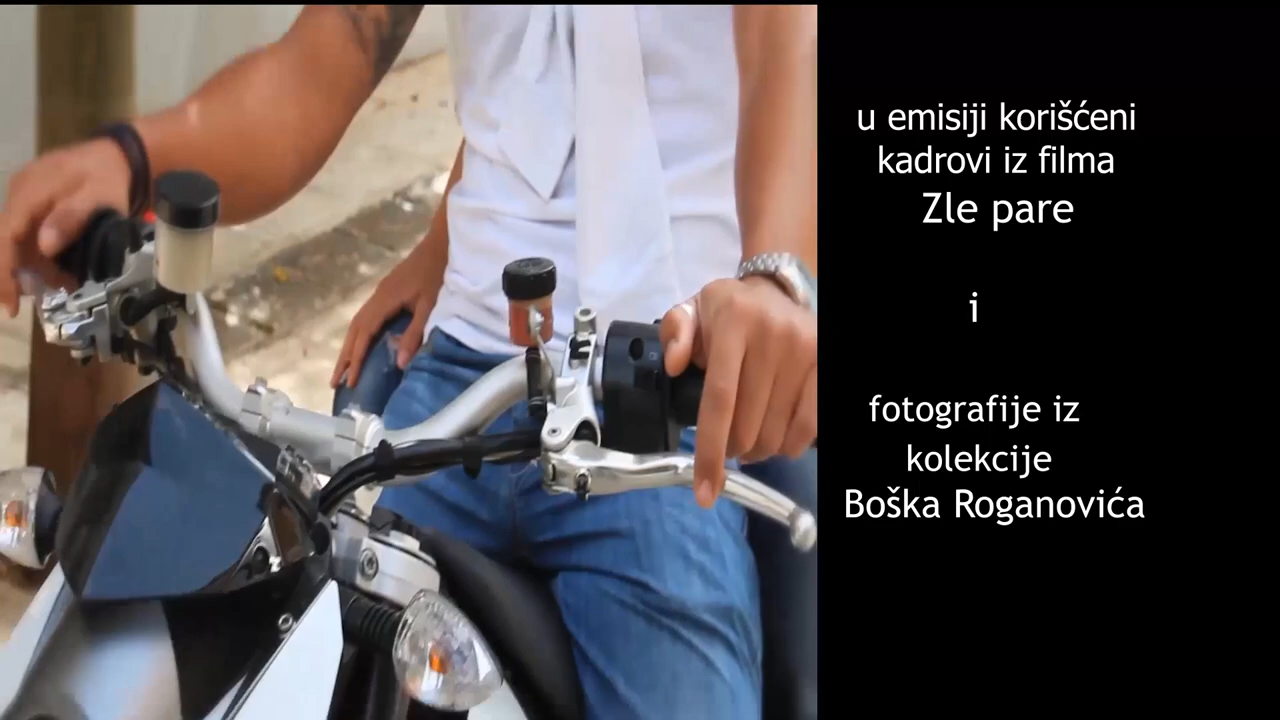 u emisiji korišćeni
kadrovi iz filma
Zle pare
i
fotografije iz
kolekcije
Boška Roganovića